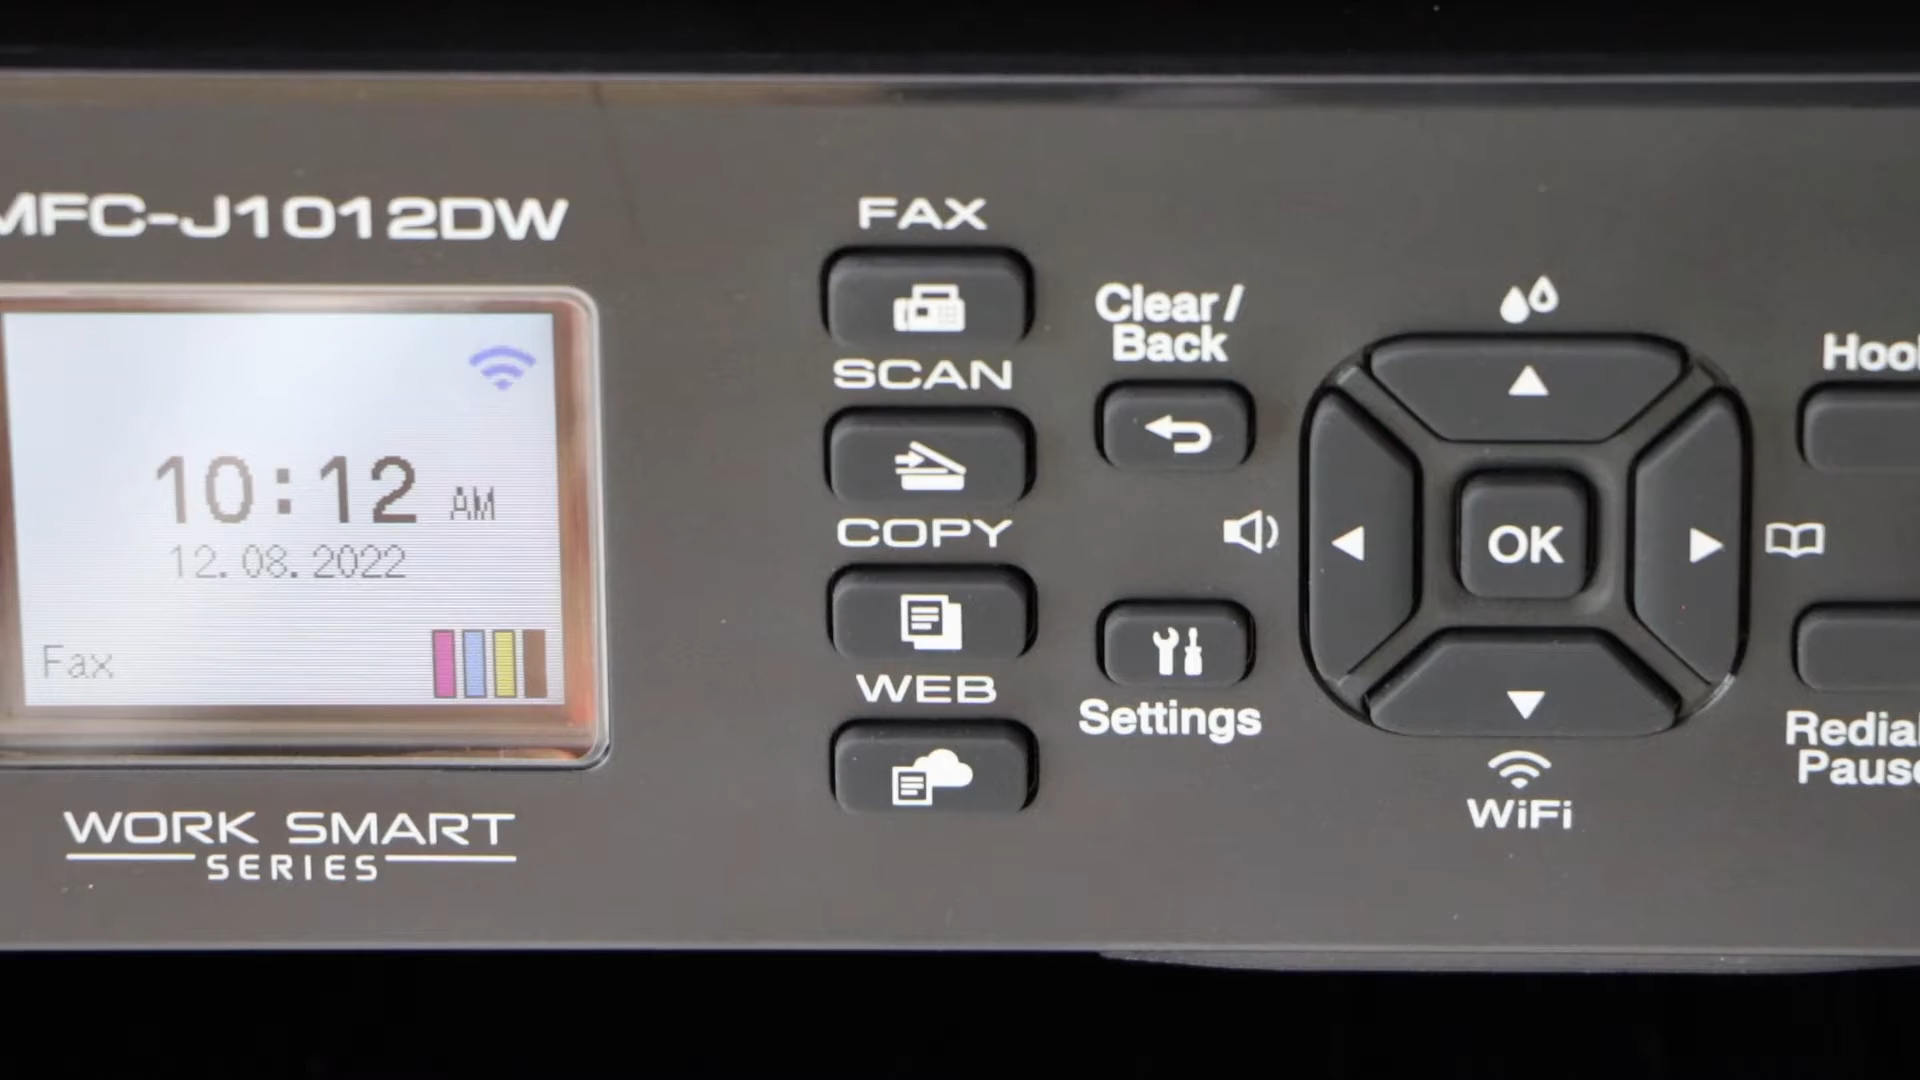 MFC-J1012DW
10:12 AM
12.08.2022
Fax
WORK SMART
SERIES
FAX
SCAN
COPY
WEB
Clear/
Back
Settings
OK
WiFi